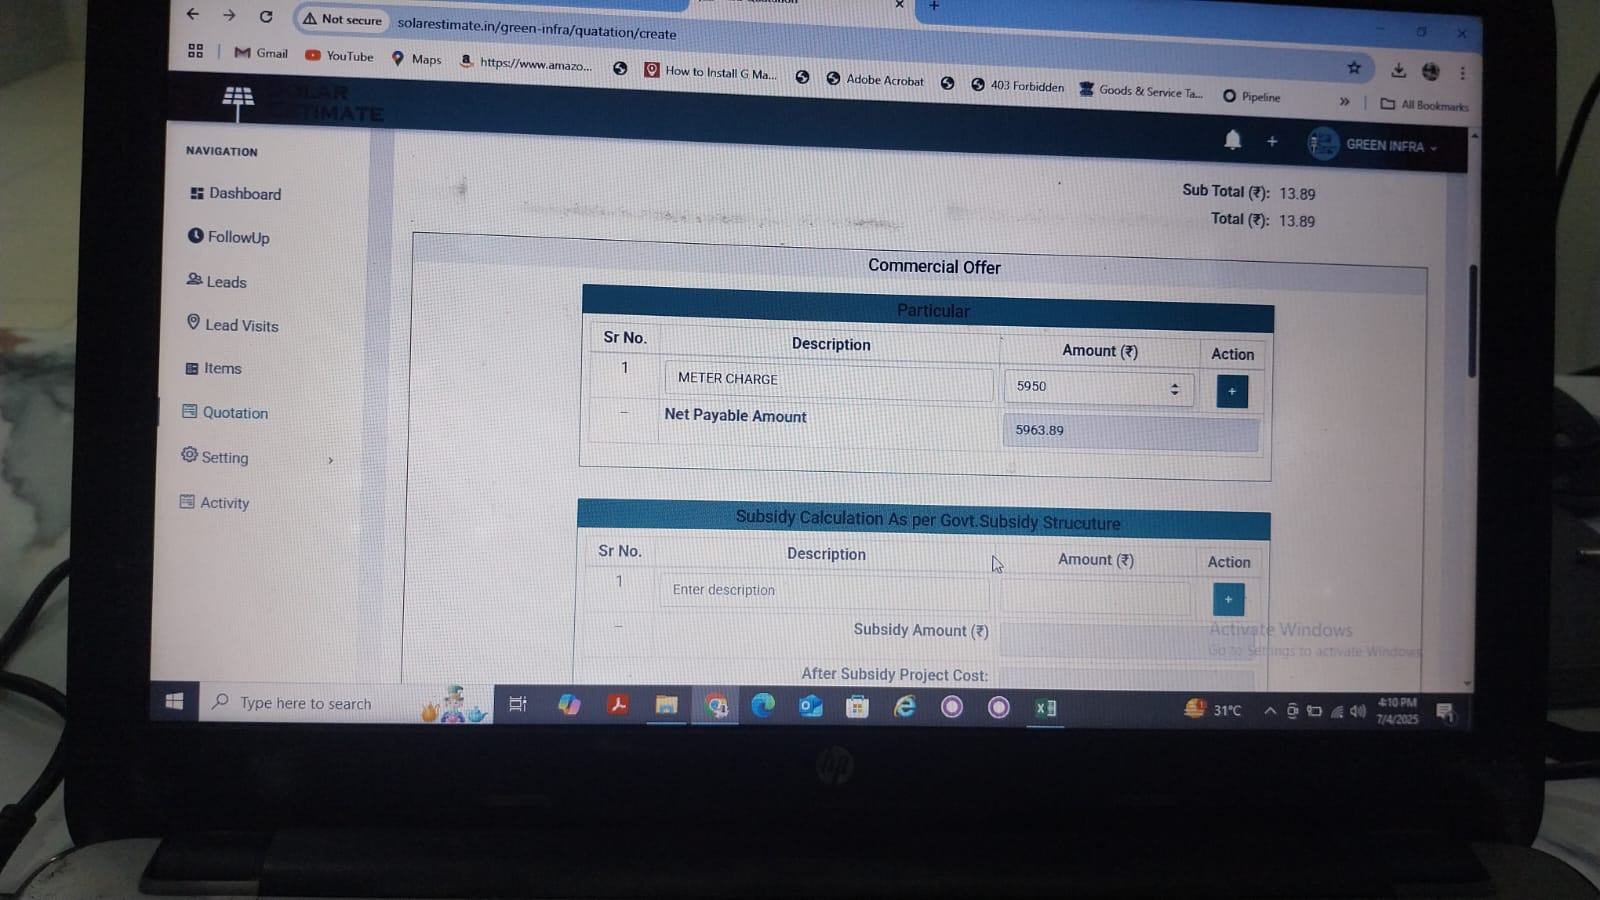 Not secure solarestimate.in/green-infra/quatation/create
Gmail YouTube Maps https://www.amazo... How to Install G Ma... Adobe Acrobat 403 Forbidden Goods & Service Ta... Pipeline » All Bookmarks
SOLAR
ESTIMATE
GREEN INFRA
NAVIGATION
Dashboard
FollowUp
Leads
Lead Visits
Items
Quotation
Setting
Activity
Sub Total (₹): 13.89
Total (₹): 13.89
Commercial Offer
Particular
Sr No. Description Amount (₹) Action
1 METER CHARGE 5950 +
– Net Payable Amount 5963.89
Subsidy Calculation As per Govt.Subsidy Strucuture
Sr No. Description Amount (₹) Action
1 Enter description +
– Subsidy Amount (₹)
After Subsidy Project Cost:
Activate Windows
Go to Settings to activate Windows
Type here to search
31°C
4:10 PM
7/4/2025
hp